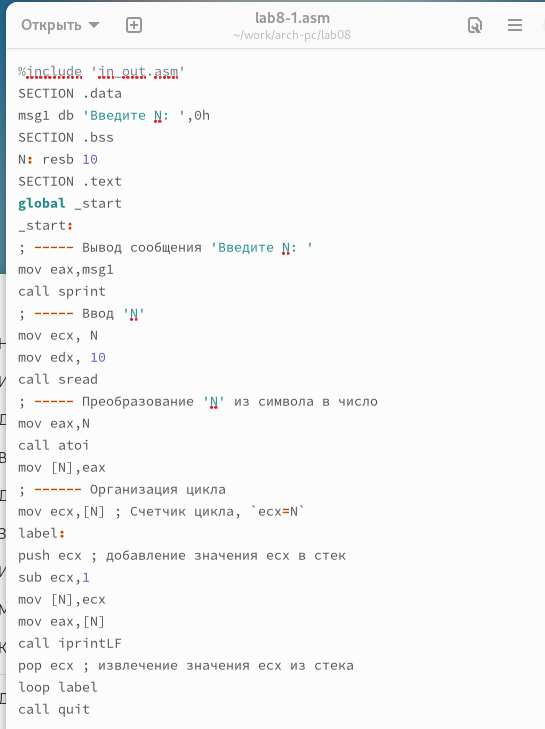 Открыть
lab8-1.asm
~/work/arch-pc/lab08
%include 'in_out.asm'
SECTION .data
msg1 db 'Введите N: ',0h
SECTION .bss
N: resb 10
SECTION .text
global _start
_start:
; ----- Вывод сообщения 'Введите N: '
mov eax,msg1
call sprint
; ----- Ввод 'N'
mov ecx, N
mov edx, 10
call sread
; ----- Преобразование 'N' из символа в число
mov eax,N
call atoi
mov [N],eax
; ------ Организация цикла
mov ecx,[N] ; Счетчик цикла, `ecx=N`
label:
push ecx ; добавление значения ecx в стек
sub ecx,1
mov [N],ecx
mov eax,[N]
call iprintLF
pop ecx ; извлечение значения ecx из стека
loop label
call quit